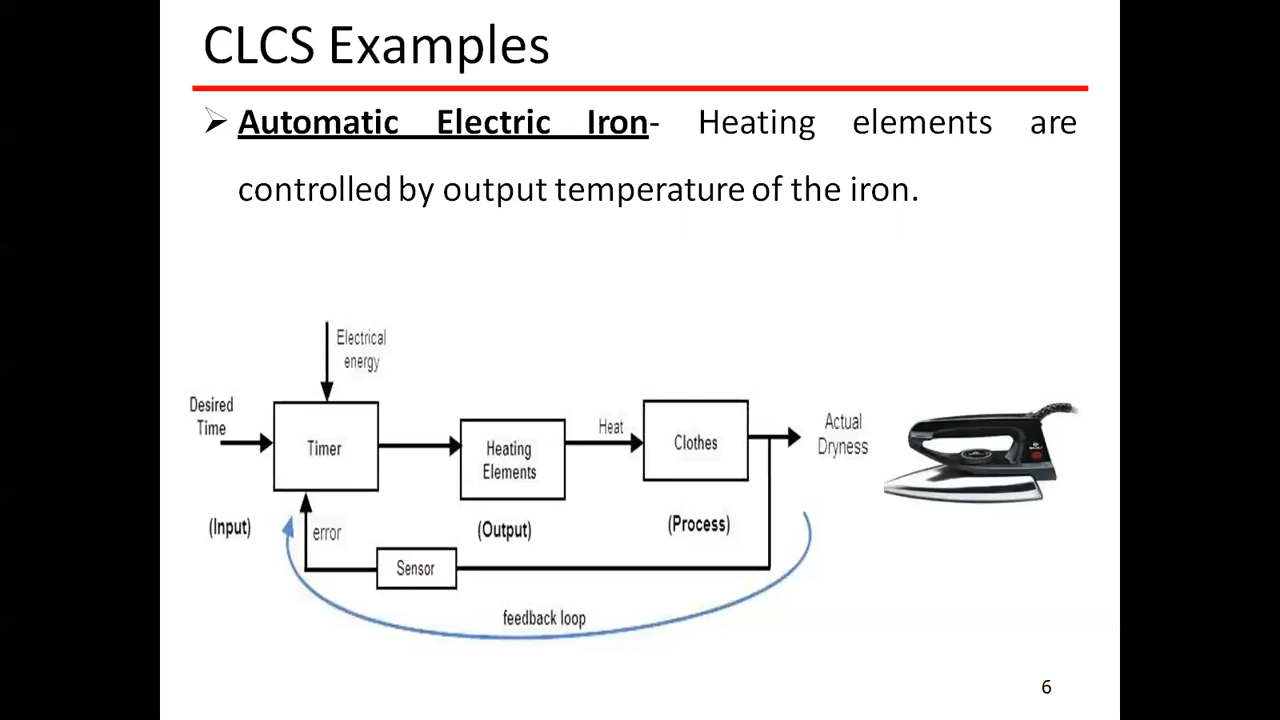 CLCS Examples
Automatic Electric Iron- Heating elements are
controlled by output temperature of the iron.
Electrical
energy
Desired
Time
Timer
Heating
Elements
Heat
Clothes
Actual
Dryness
(Input)
error
(Output)
(Process)
Sensor
feedback loop
6